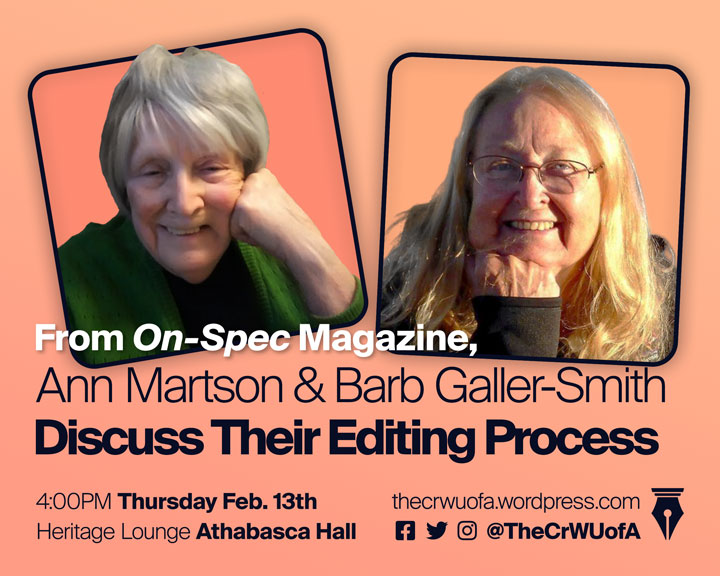 From On-Spec Magazine,
Ann Martson & Barb Galler-Smith
Discuss Their Editing Process
4:00PM Thursday Feb. 13th
Heritage Lounge Athabasca Hall
thecrwuofa.wordpress.com
@TheCrWUofA